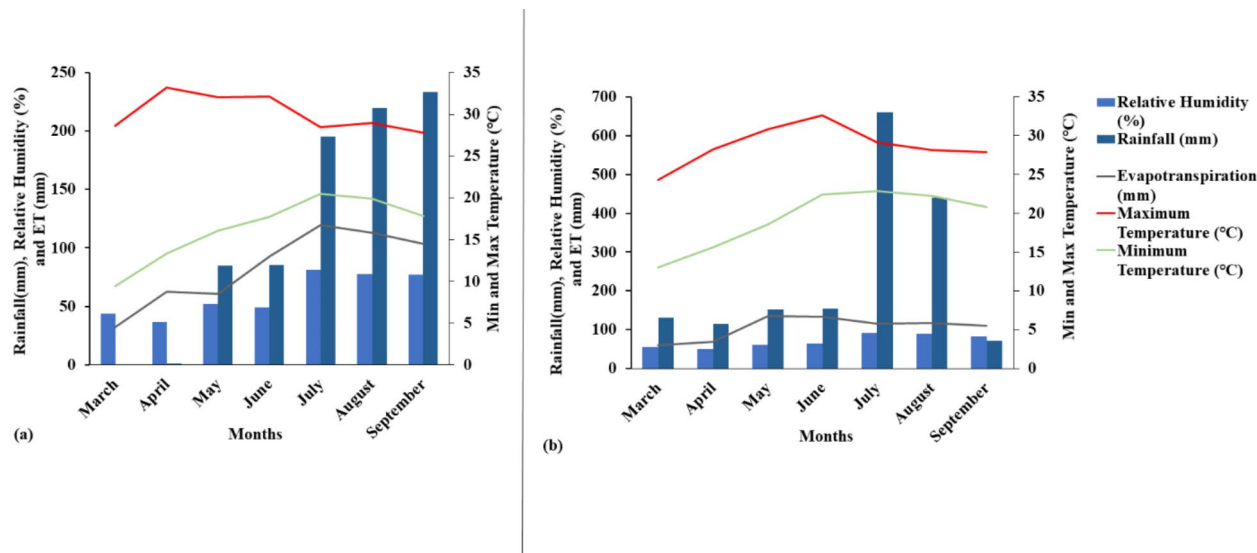 250
200
150
100
50
0
Rainfall(mm), Relative Humidity (%)
and ET (mm)
35
30
25
20
15
10
5
0
Min and Max Temperature (°C)
March
April
May
June
July
August
September
Months
(a)
700
600
500
400
300
200
100
0
Rainfall(mm), Relative Humidity (%)
and ET (mm)
35
30
25
20
15
10
5
0
Min and Max Temperature (°C)
March
April
May
June
July
August
September
Months
(b)
Relative Humidity
(%)
Rainfall (mm)
Evapotranspiration
(mm)
Maximum
Temperature (°C)
Minimum
Temperature (°C)